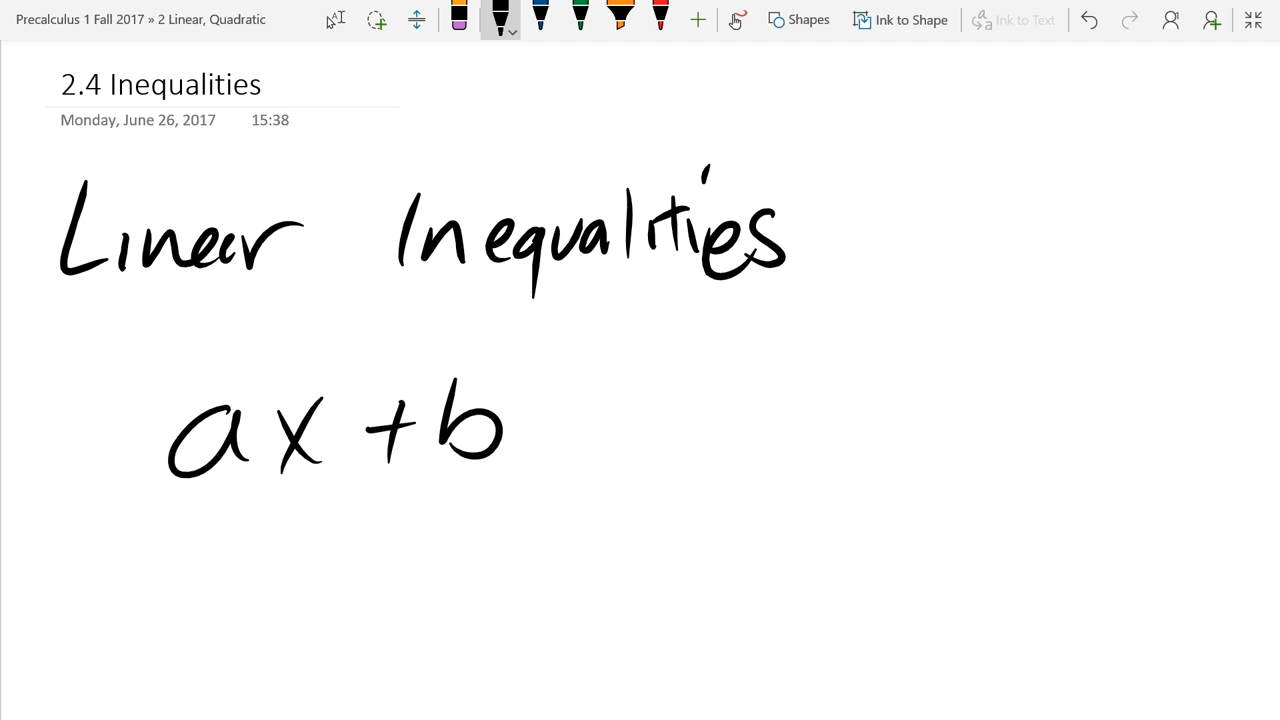 Precalculus 1 Fall 2017 » 2 Linear, Quadratic
Shapes
Ink to Shape
Ink to Text
2.4 Inequalities
Monday, June 26, 2017 15:38
Linear Inequalities
ax + b